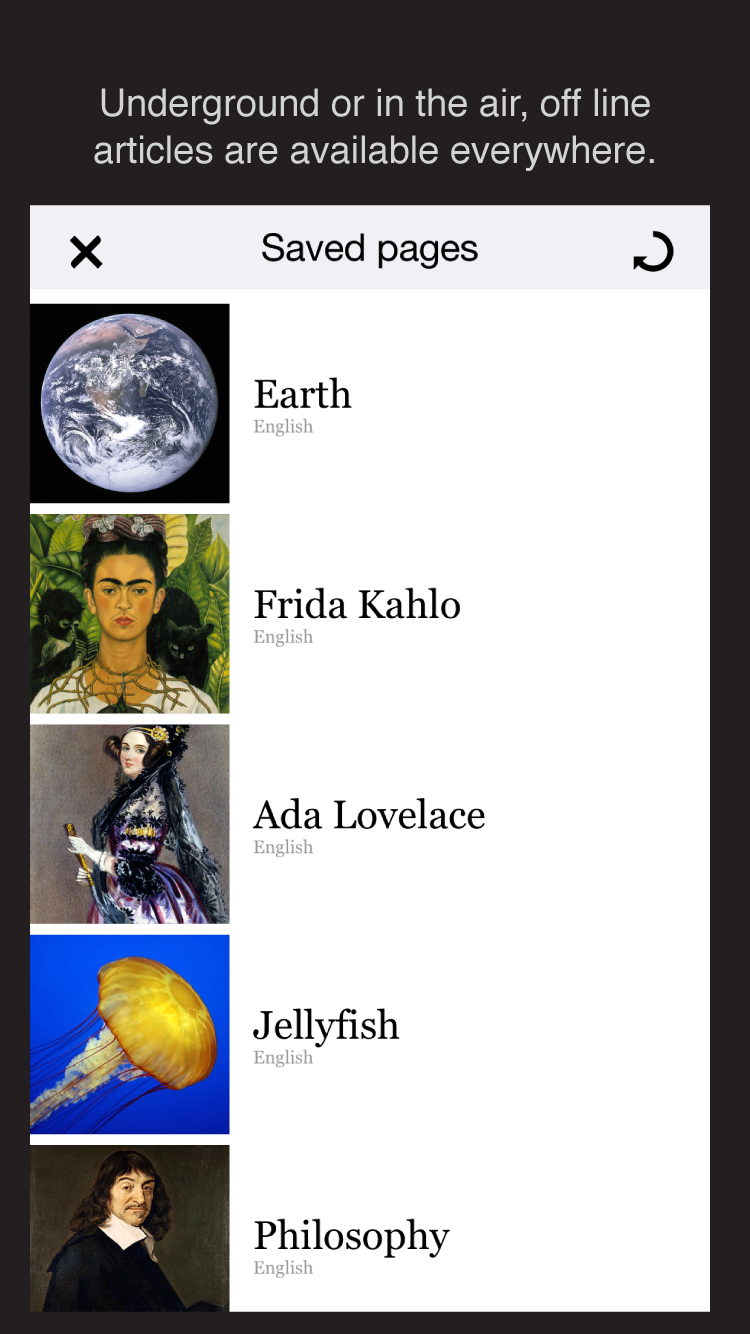 Underground or in the air, off line
articles are available everywhere.
Saved pages
Earth
English
Frida Kahlo
English
Ada Lovelace
English
Jellyfish
English
Philosophy
English